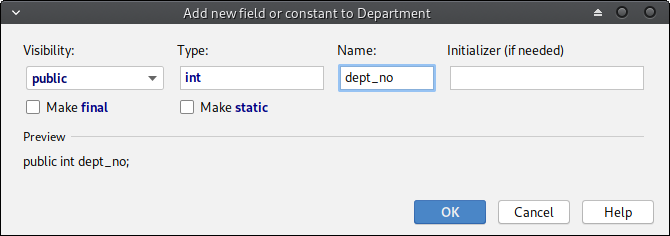 Add new field or constant to Department
Visibility: Type: Name: Initializer (if needed)
public int dept_no
Make final Make static
Preview
public int dept_no;
OK Cancel Help